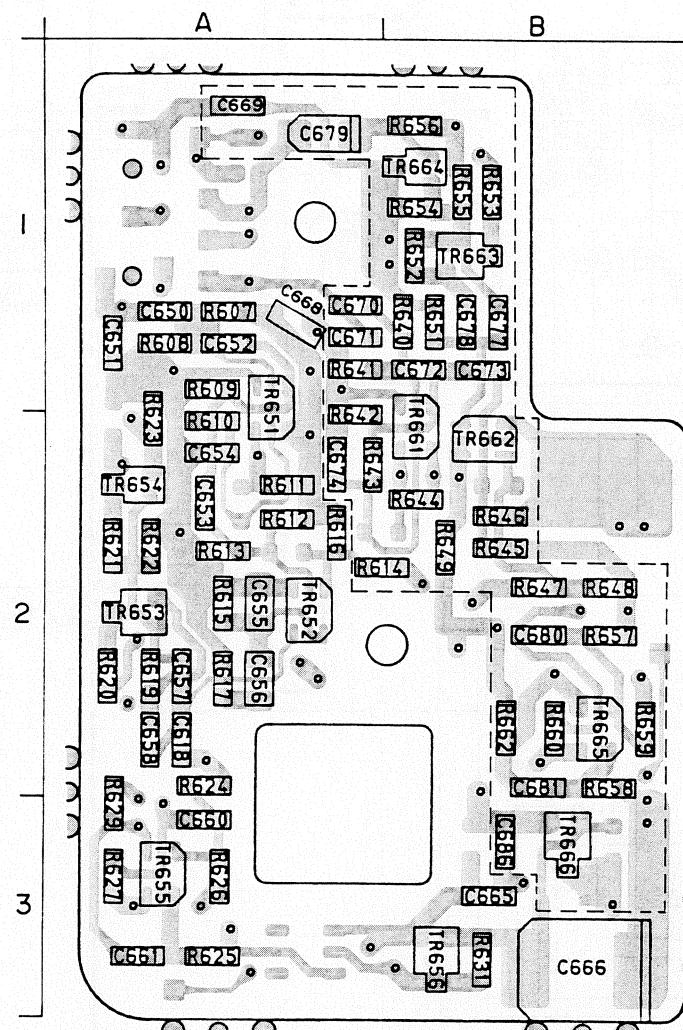 A B
C669
C679 R656
TR664
R654 R655 R653
1
R652 TR663
C668
C650 R607 C670 R640 R651 C678 C677
C651 R608 C652 C671
R641 C672 C673
R609 TR651
R623 R610 R642 TR661
C654 TR662
TR654 C653 R611 C674 R643
R644
R612 R616 R646
R621 R622 R613 R649 R645
R614
2
TR653 R615 C655 TR652 R647 R648
C680 R657
R620 R619 C657 R617 C656
C658 C618 R662 R660 TR665 R659
R624 C681 R658
R629 C660
C686 TR666
R627 TR655 R626
3
C665
C661 R625 TR656 R631 C666